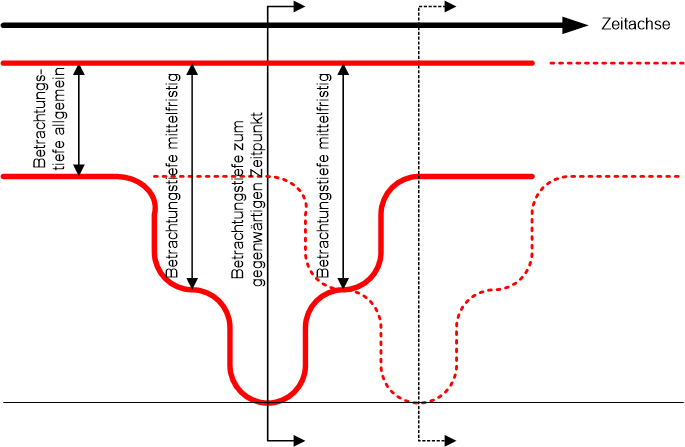 Zeitachse
Betrachtungs-
tiefe allgemein
Betrachtungstiefe mittelfristig
Betrachtungstiefe zum
gegenwärtigen Zeitpunkt
Betrachtungstiefe mittelfristig